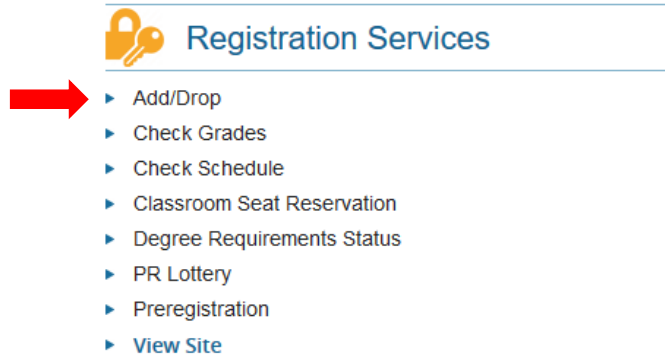 Registration Services
Add/Drop
Check Grades
Check Schedule
Classroom Seat Reservation
Degree Requirements Status
PR Lottery
Preregistration
View Site